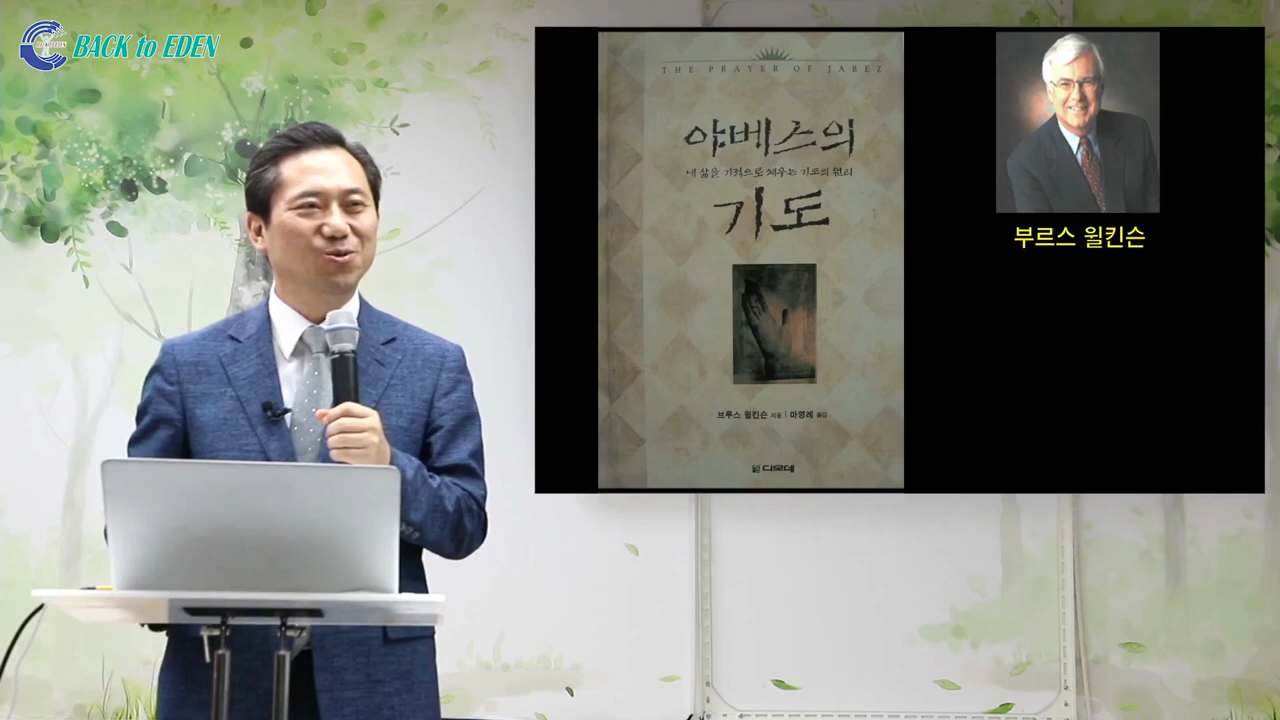 BACK to EDEN
THE PRAYER OF JABEZ
야베스의
내 삶을 기적으로 채우는 기도의 원리
기도
브루스 윌킨슨 지음 | 마영례 옮김
디모데
부르스 윌킨슨